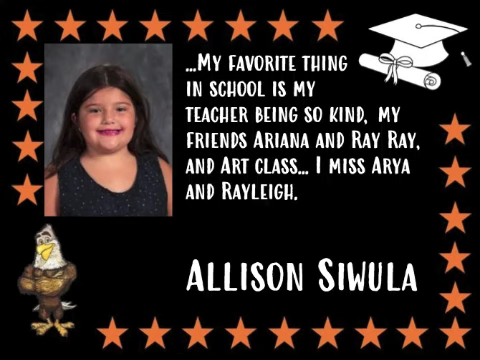 ...My favorite thing
in school is my
teacher being so kind, my
friends Ariana and Ray Ray,
and Art class... I miss Arya
and Rayleigh.
Allison Siwula